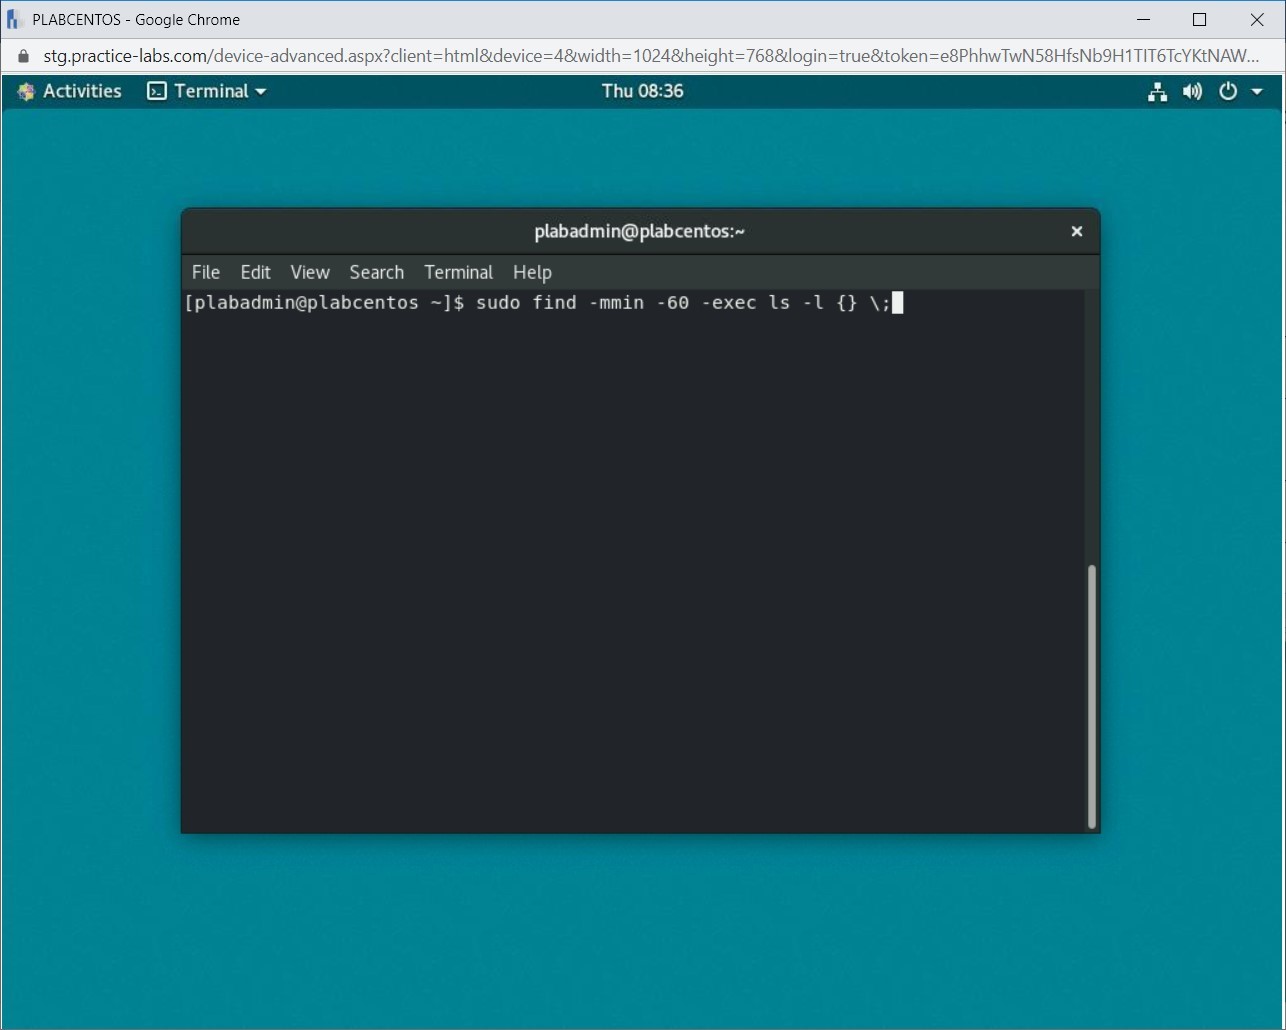 PLABCENTOS - Google Chrome
stg.practice-labs.com/device-advanced.aspx?client=html&device=4&width=1024&height=768&login=true&token=e8PhhwTwN58HfsNb9H1TIT6TcYKtNAW...
Activities Terminal Thu 08:36
plabadmin@plabcentos:~
File Edit View Search Terminal Help
[plabadmin@plabcentos ~]$ sudo find -mmin -60 -exec ls -l {} \;